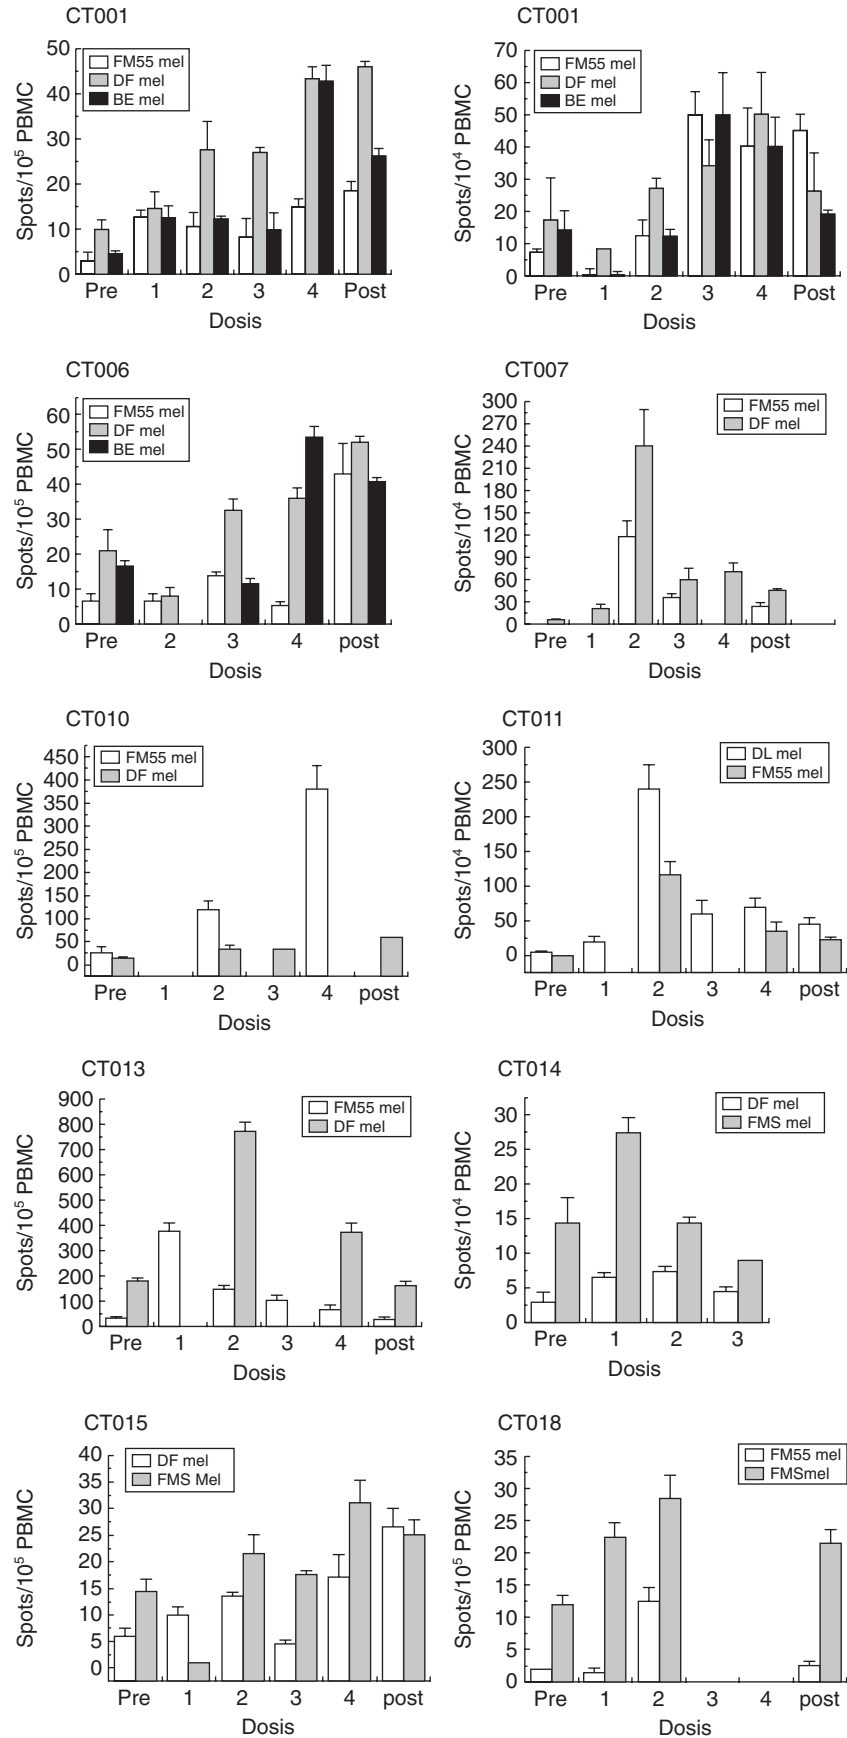 CT001
FM55 mel
DF mel
BE mel
Spots/10⁵ PBMC
50
40
30
20
10
0
Pre 1 2 3 4 Post
Dosis
CT001
FM55 mel
DF mel
BE mel
Spots/10⁴ PBMC
70
60
50
40
30
20
10
0
Pre 1 2 3 4 Post
Dosis
CT006
FM55 mel
DF mel
BE mel
Spots/10⁵ PBMC
60
50
40
30
20
10
0
Pre 2 3 4 post
Dosis
CT007
FM55 mel
DF mel
Spots/10⁴ PBMC
300
270
240
210
180
150
120
90
60
30
0
Pre 1 2 3 4 post
Dosis
CT010
FM55 mel
DF mel
Spots/10⁵ PBMC
450
400
350
300
250
200
150
100
50
0
Pre 1 2 3 4 post
Dosis
CT011
DL mel
FM55 mel
Spots/10⁴ PBMC
300
250
200
150
100
50
0
Pre 1 2 3 4 post
Dosis
CT013
FM55 mel
DF mel
Spots/10⁵ PBMC
900
800
700
600
500
400
300
200
100
0
Pre 1 2 3 4 post
Dosis
CT014
DF mel
FMS mel
Spots/10⁴ PBMC
30
25
20
15
10
5
0
Pre 1 2 3
Dosis
CT015
DF mel
FMS Mel
Spots/10⁵ PBMC
40
35
30
25
20
15
10
5
0
Pre 1 2 3 4 post
Dosis
CT018
FM55 mel
FMSmel
Spots/10⁵ PBMC
35
30
25
20
15
10
5
0
Pre 1 2 3 4 post
Dosis